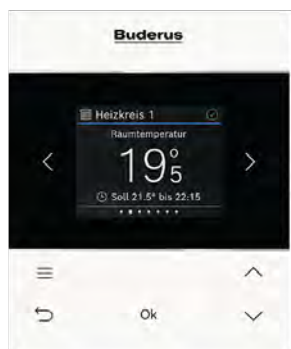 Buderus
Heizkreis 1
Raumtemperatur
19°5
Soll 21.5° bis 22:15
Ok